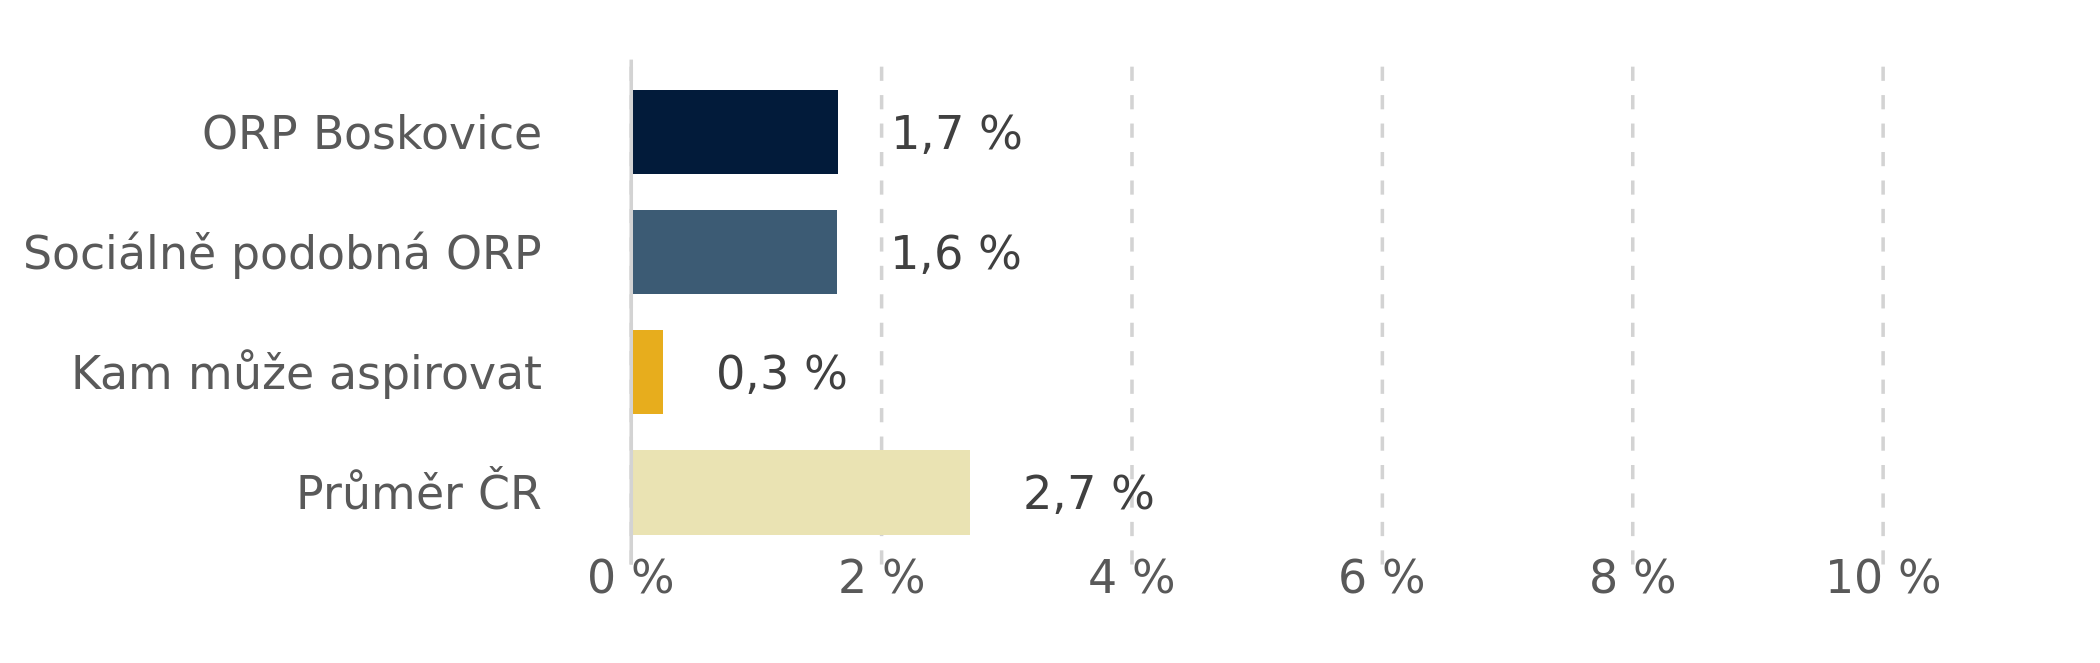 ORP Boskovice 1,7 %
Sociálně podobná ORP 1,6 %
Kam může aspirovat 0,3 %
Průměr ČR 2,7 %
0 % 2 % 4 % 6 % 8 % 10 %